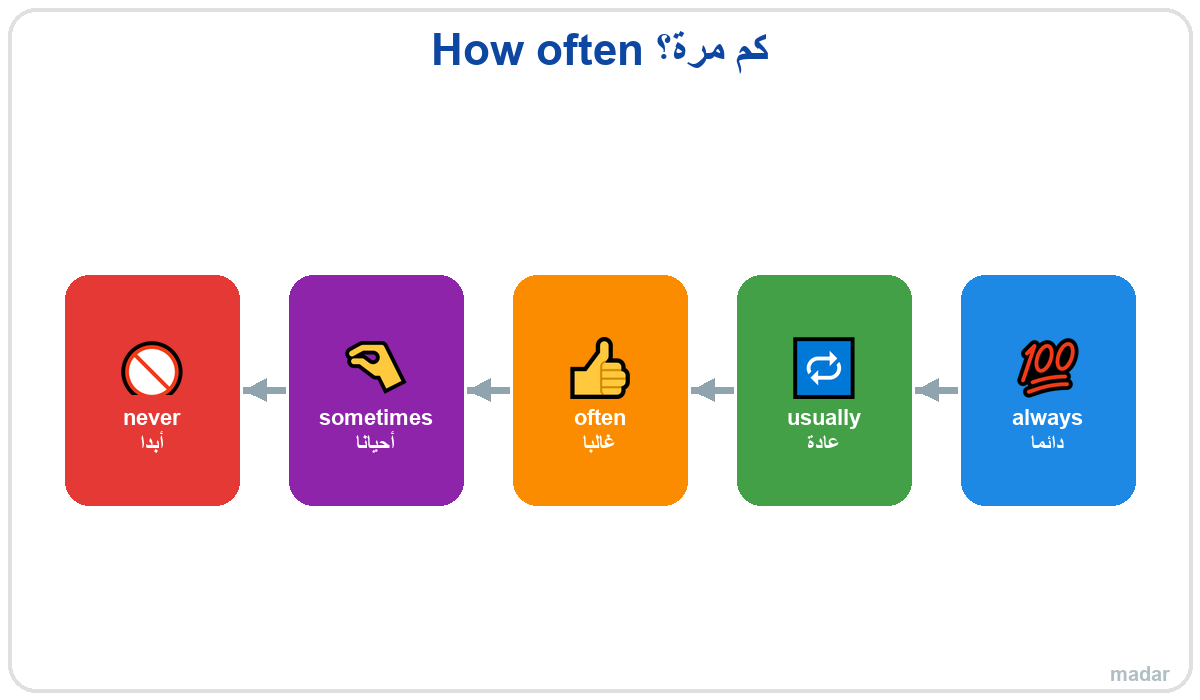 How often كم مرة؟
always
دائما
usually
عادة
often
غالبا
sometimes
أحيانا
never
أبدا
madar